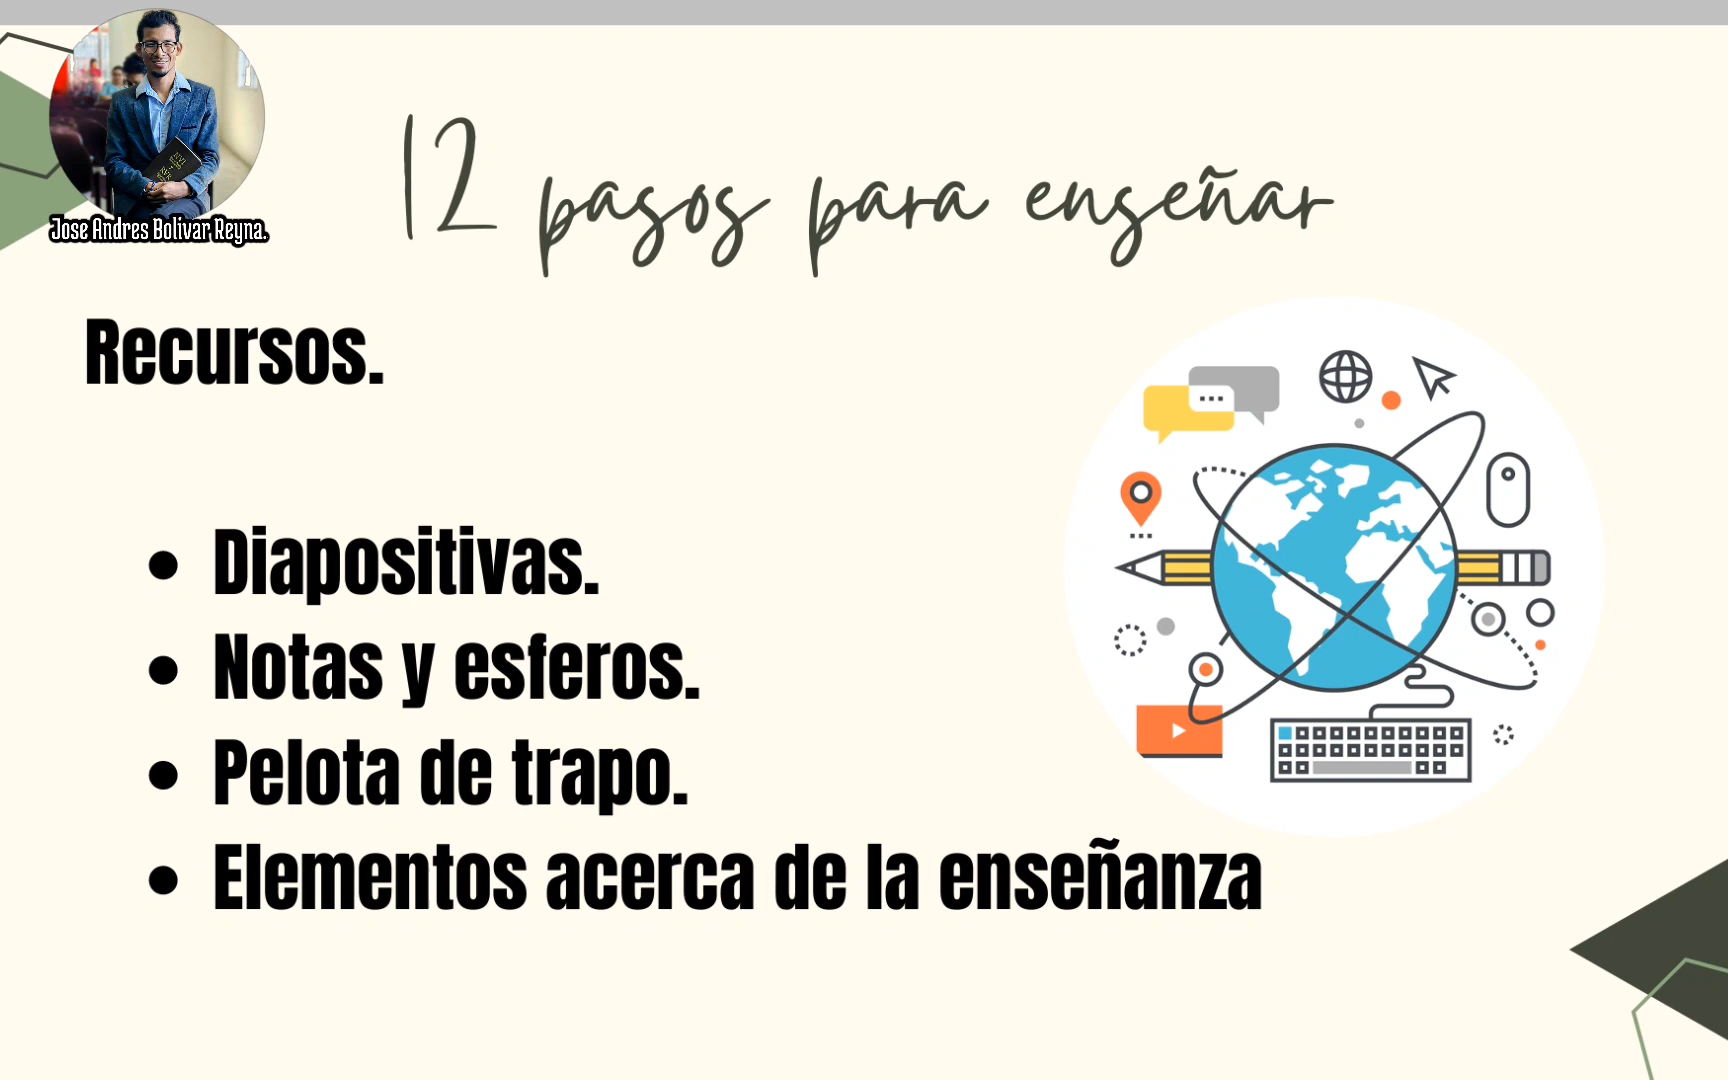 Jose Andres Bolivar Reyna.
12 pasos para enseñar
Recursos.
• Diapositivas.
• Notas y esferos.
• Pelota de trapo.
• Elementos acerca de la enseñanza